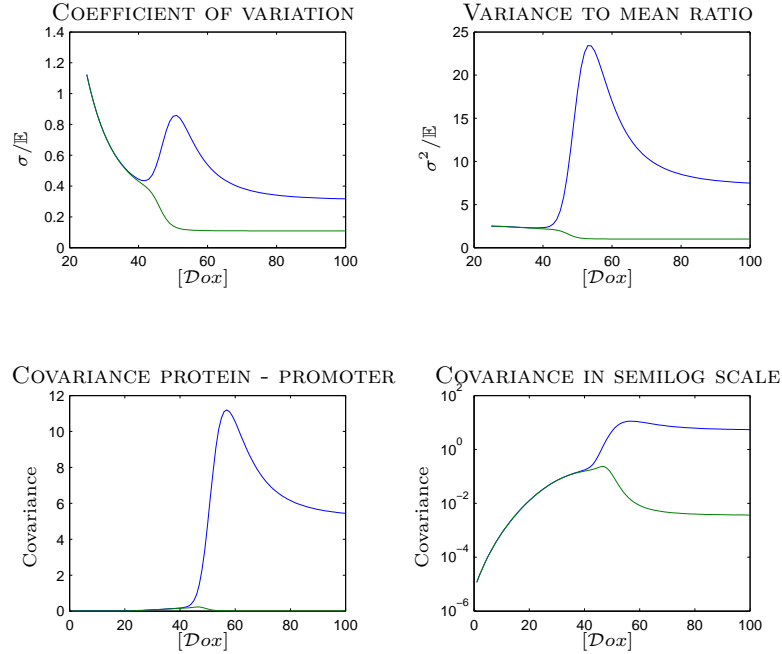 COEFFICIENT OF VARIATION
1.4
1.2
1
0.8
0.6
0.4
0.2
0
σ/𝔼
20 40 60 80 100
[𝒟ox]
VARIANCE TO MEAN RATIO
25
20
15
10
5
0
σ²/𝔼
20 40 60 80 100
[𝒟ox]
COVARIANCE PROTEIN - PROMOTER
12
10
8
6
4
2
0
Covariance
0 20 40 60 80 100
[𝒟ox]
COVARIANCE IN SEMILOG SCALE
10²
10⁰
10⁻²
10⁻⁴
10⁻⁶
Covariance
0 20 40 60 80 100
[𝒟ox]